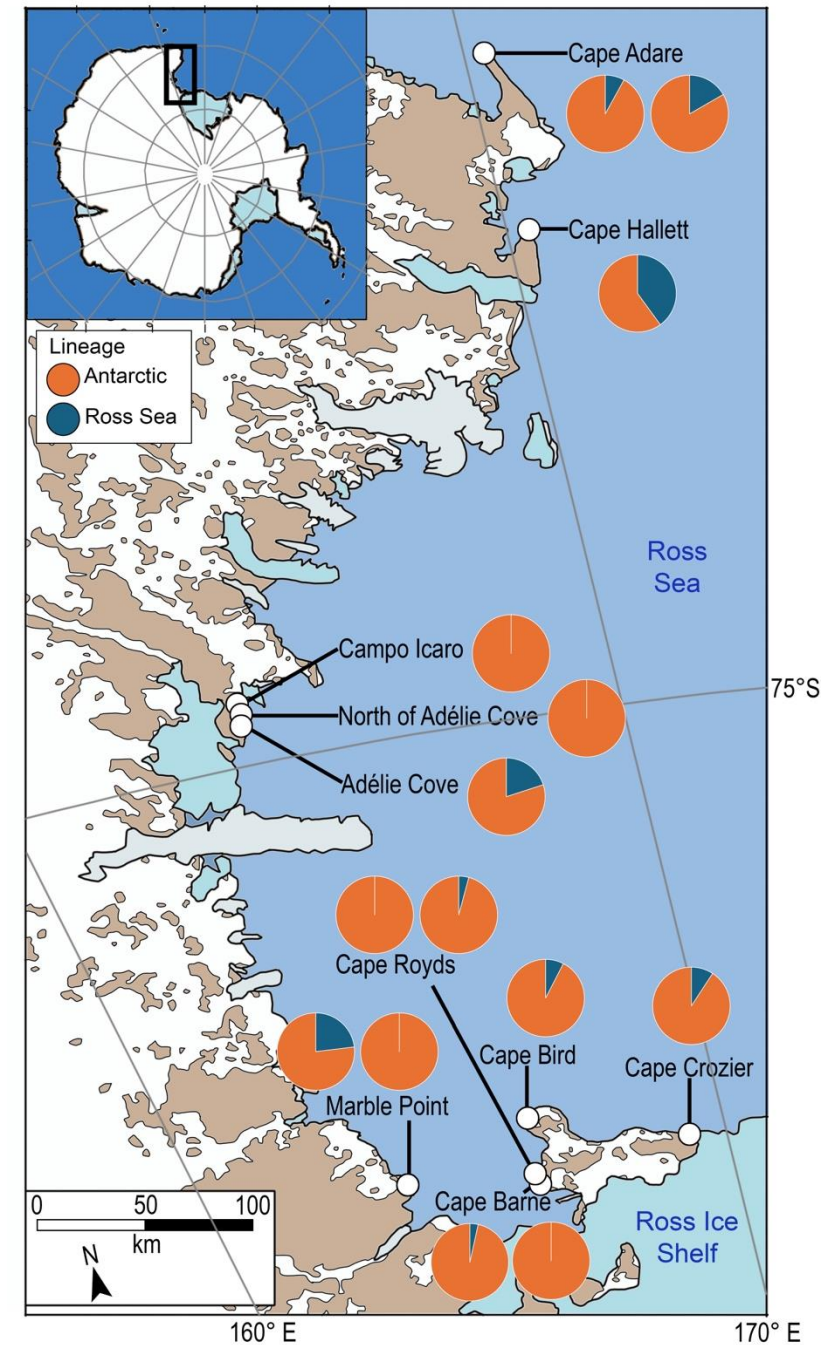 Cape Adare
Cape Hallett
Lineage
Antarctic
Ross Sea
Ross
Sea
Campo Icaro
North of Adélie Cove
75°S
Adélie Cove
Cape Royds
Cape Bird
Cape Crozier
Marble Point
Cape Barne
Ross Ice
Shelf
0 50 100
km
N
160° E
170° E